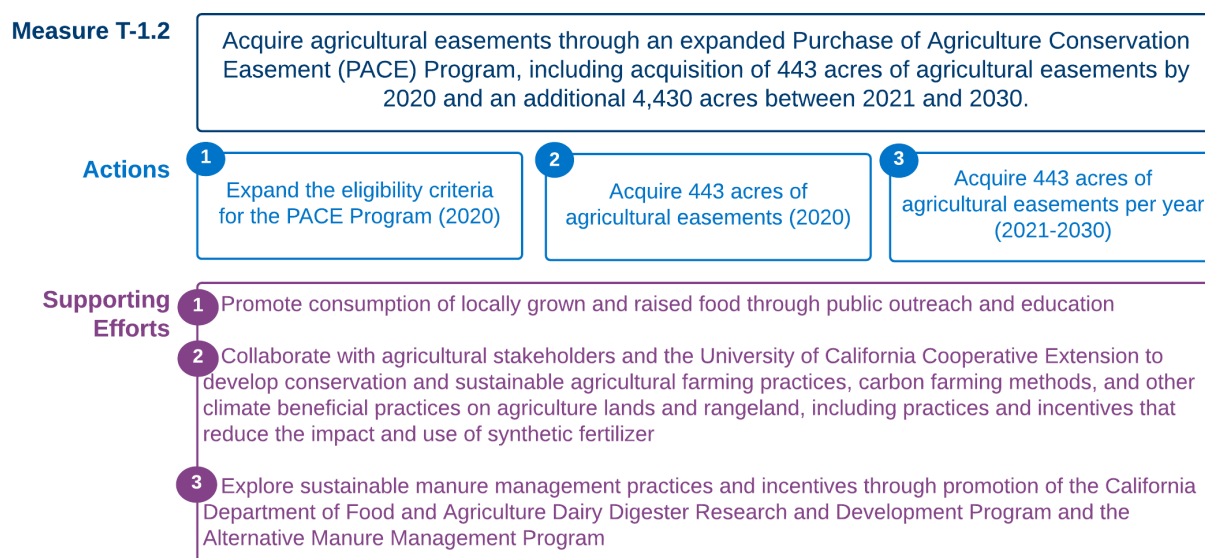 Measure T-1.2
Acquire agricultural easements through an expanded Purchase of Agriculture Conservation
Easement (PACE) Program, including acquisition of 443 acres of agricultural easements by
2020 and an additional 4,430 acres between 2021 and 2030.
Actions
1
Expand the eligibility criteria
for the PACE Program (2020)
2
Acquire 443 acres of
agricultural easements (2020)
3
Acquire 443 acres of
agricultural easements per year
(2021-2030)
Supporting
Efforts
1 Promote consumption of locally grown and raised food through public outreach and education
2 Collaborate with agricultural stakeholders and the University of California Cooperative Extension to
develop conservation and sustainable agricultural farming practices, carbon farming methods, and other
climate beneficial practices on agriculture lands and rangeland, including practices and incentives that
reduce the impact and use of synthetic fertilizer
3 Explore sustainable manure management practices and incentives through promotion of the California
Department of Food and Agriculture Dairy Digester Research and Development Program and the
Alternative Manure Management Program